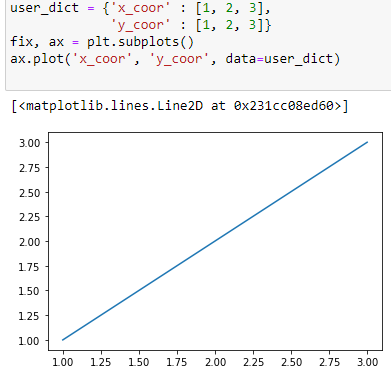 user_dict = {'x_coor' : [1, 2, 3],
             'y_coor' : [1, 2, 3]}
fix, ax = plt.subplots()
ax.plot('x_coor', 'y_coor', data=user_dict)
[<matplotlib.lines.Line2D at 0x231cc08ed60>]
3.00
2.75
2.50
2.25
2.00
1.75
1.50
1.25
1.00
1.00 1.25 1.50 1.75 2.00 2.25 2.50 2.75 3.00